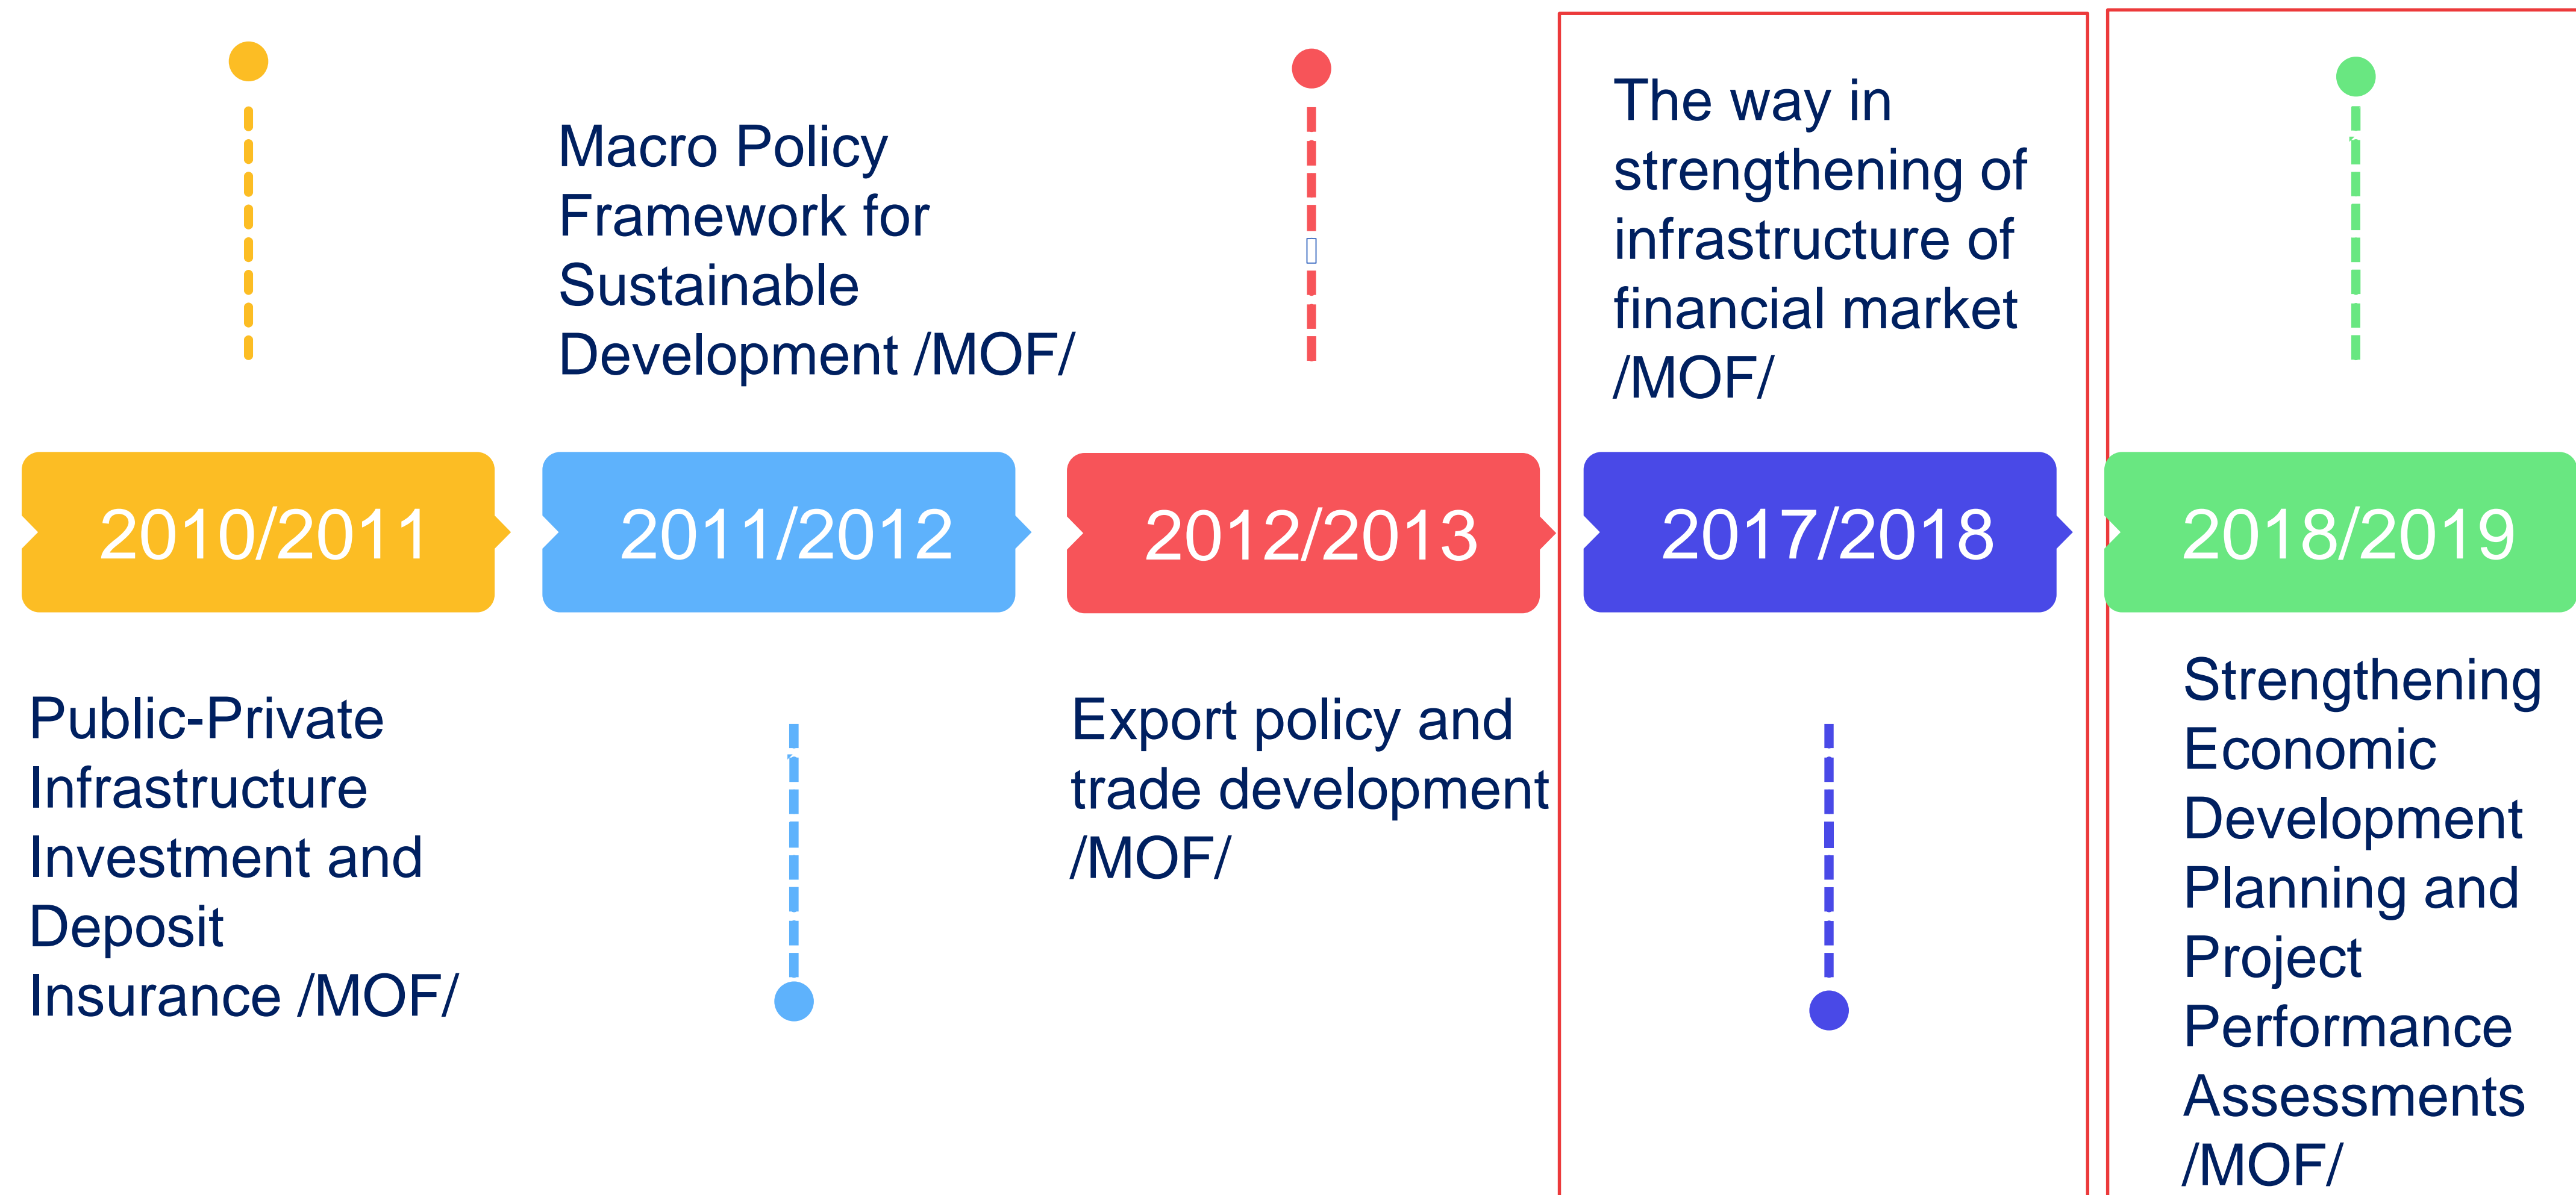 2010/2011
Public-Private
Infrastructure
Investment and
Deposit
Insurance /MOF/
Macro Policy
Framework for
Sustainable
Development /MOF/
2011/2012
2012/2013
Export policy and
trade development
/MOF/
The way in
strengthening of
infrastructure of
financial market
/MOF/
2017/2018
2018/2019
Strengthening
Economic
Development
Planning and
Project
Performance
Assessments
/MOF/